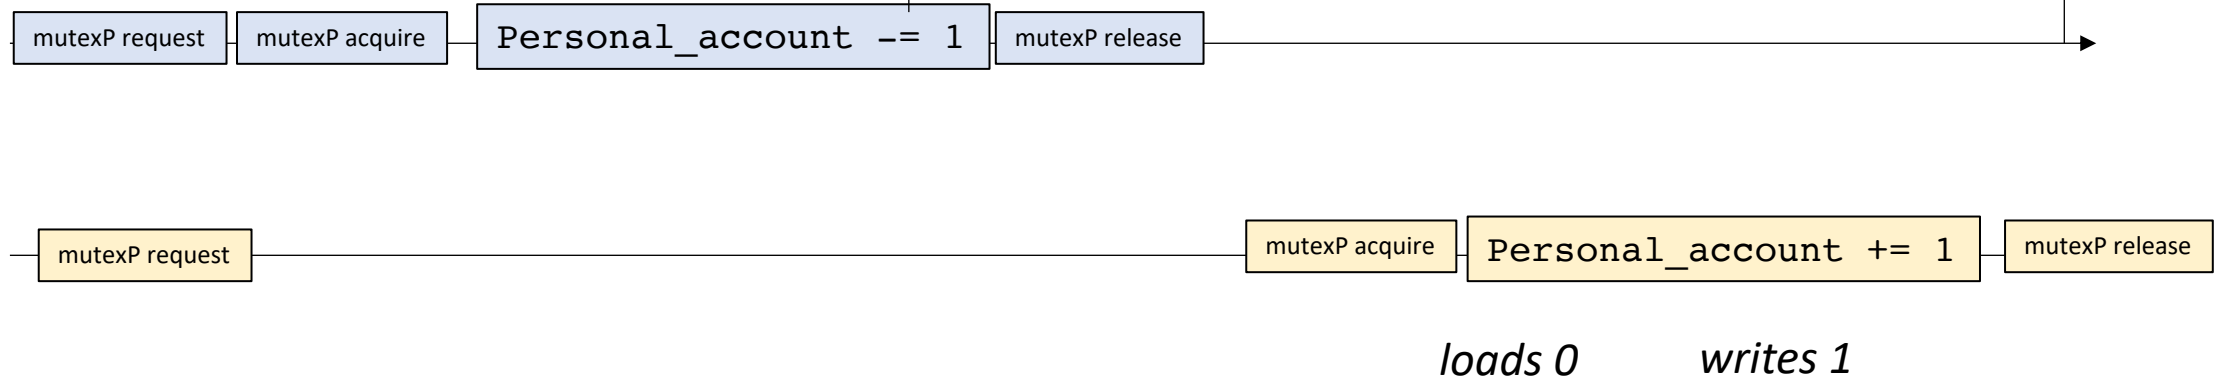 mutexP request mutexP acquire Personal_account -= 1 mutexP release
mutexP request mutexP acquire Personal_account += 1 mutexP release
loads 0 writes 1